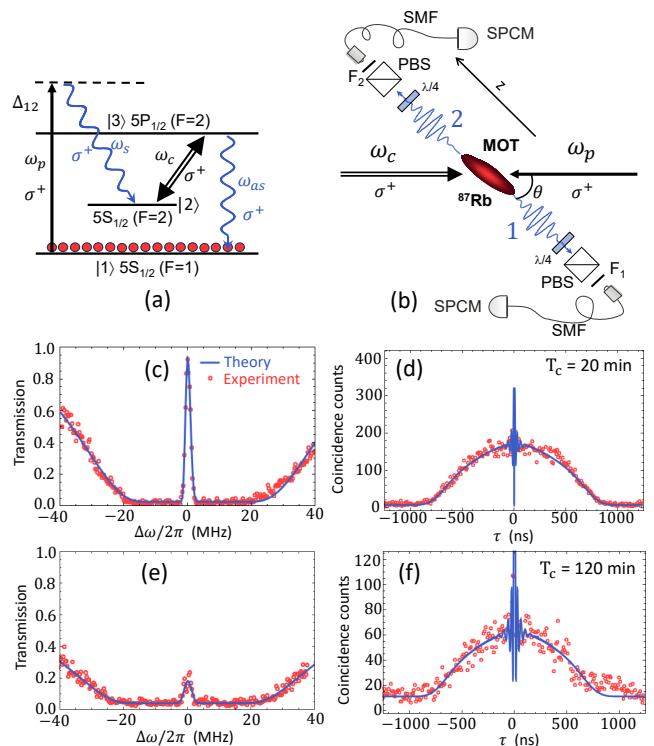 Δ₁₂
|3⟩ 5P₁/₂ (F=2)
ωₚ
σ⁺
σ⁺
ωₛ
ω_c
σ⁺
ω_as
σ⁺
5S₁/₂ (F=2)
|2⟩
|1⟩ 5S₁/₂ (F=1)
(a)
SMF
SPCM
F₂
PBS
λ/4
z
2
MOT
ω_c
σ⁺
ωₚ
σ⁺
θ
⁸⁷Rb
1
λ/4
PBS
F₁
SPCM
SMF
(b)
Transmission
1.0
0.8
0.6
0.4
0.2
0.0
(c)
Theory
Experiment
−40
−20
0
20
40
Δω/2π (MHz)
Coincidence counts
400
300
200
100
0
(d)
T_c = 20 min
−1000
−500
0
500
1000
τ (ns)
Transmission
1.0
0.8
0.6
0.4
0.2
0.0
(e)
−40
−20
0
20
40
Δω/2π (MHz)
Coincidence counts
120
100
80
60
40
20
0
(f)
T_c = 120 min
−1000
−500
0
500
1000
τ (ns)